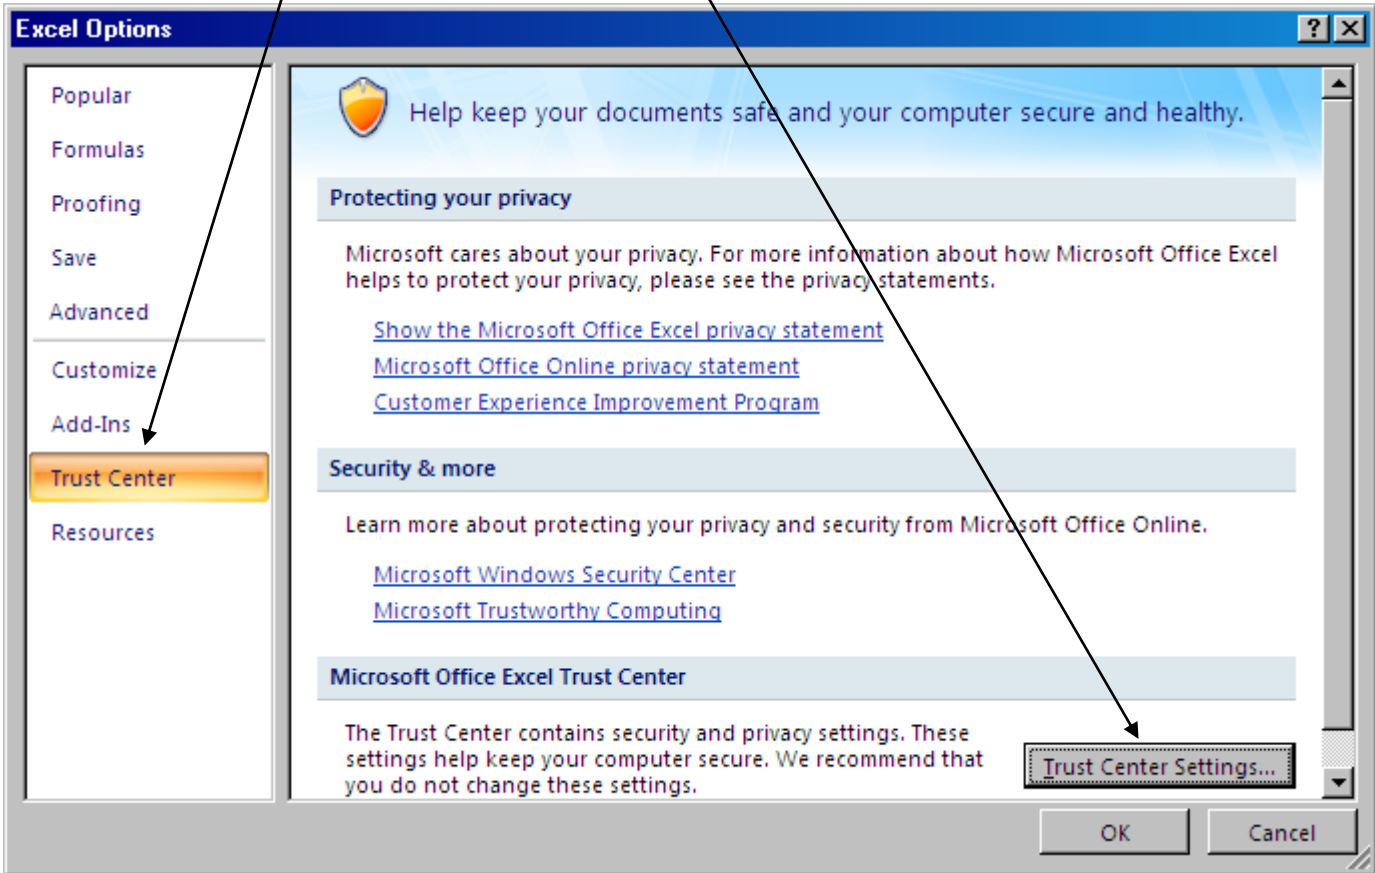 Excel Options
Popular
Formulas
Proofing
Save
Advanced
Customize
Add-Ins
Trust Center
Resources
Help keep your documents safe and your computer secure and healthy.
Protecting your privacy
Microsoft cares about your privacy. For more information about how Microsoft Office Excel
helps to protect your privacy, please see the privacy statements.
Show the Microsoft Office Excel privacy statement
Microsoft Office Online privacy statement
Customer Experience Improvement Program
Security & more
Learn more about protecting your privacy and security from Microsoft Office Online.
Microsoft Windows Security Center
Microsoft Trustworthy Computing
Microsoft Office Excel Trust Center
The Trust Center contains security and privacy settings. These
settings help keep your computer secure. We recommend that
you do not change these settings.
Trust Center Settings...
OK
Cancel